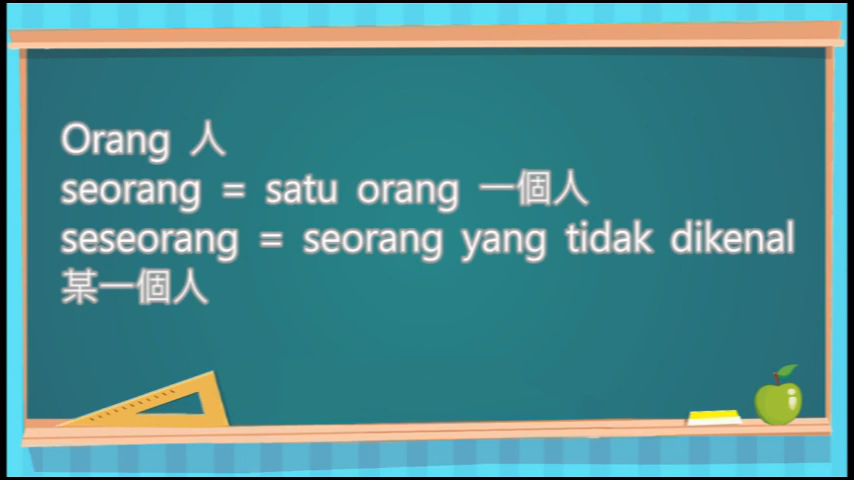 Orang 人
seorang = satu orang 一個人
seseorang = seorang yang tidak dikenal
某一個人